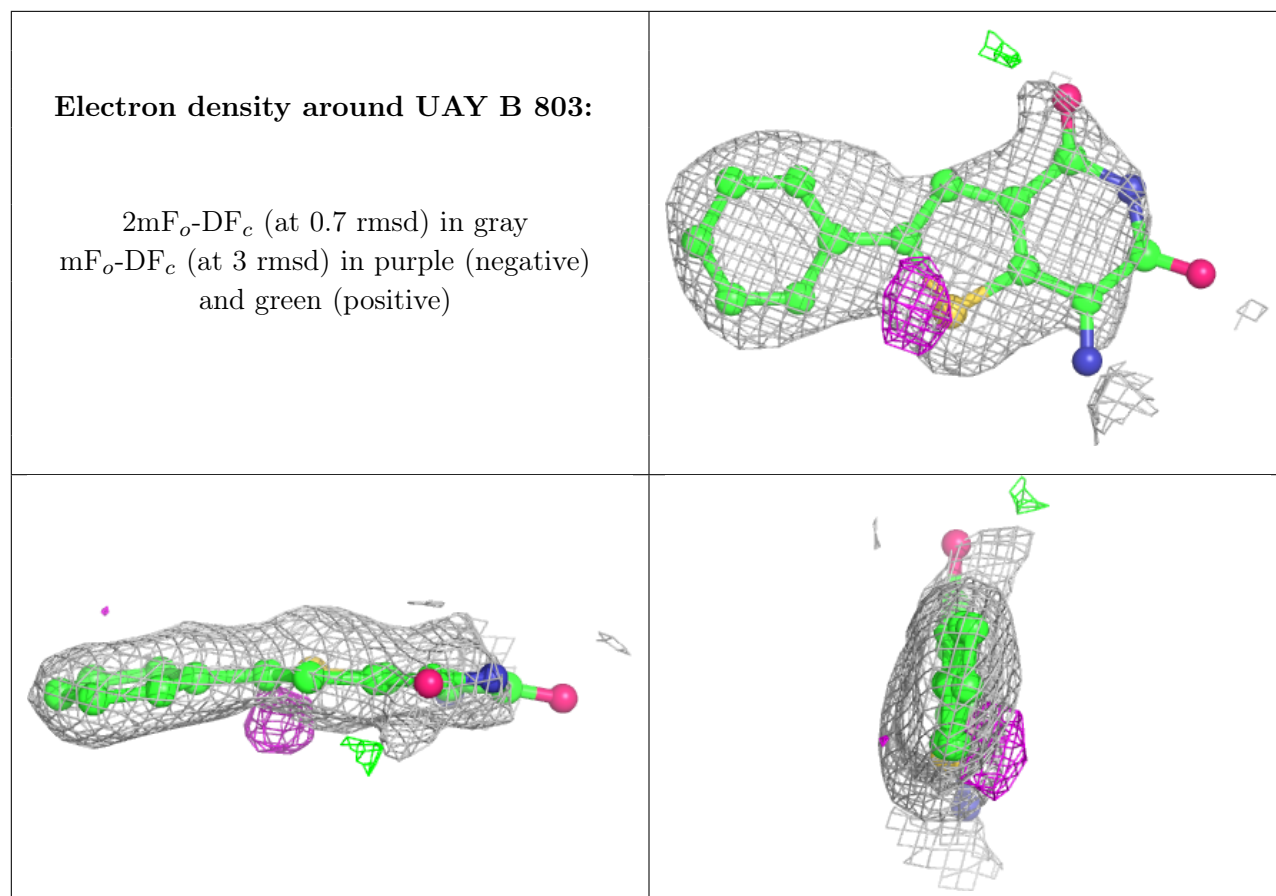 Electron density around UAY B 803:
2mFo-DFc (at 0.7 rmsd) in gray
mFo-DFc (at 3 rmsd) in purple (negative)
and green (positive)